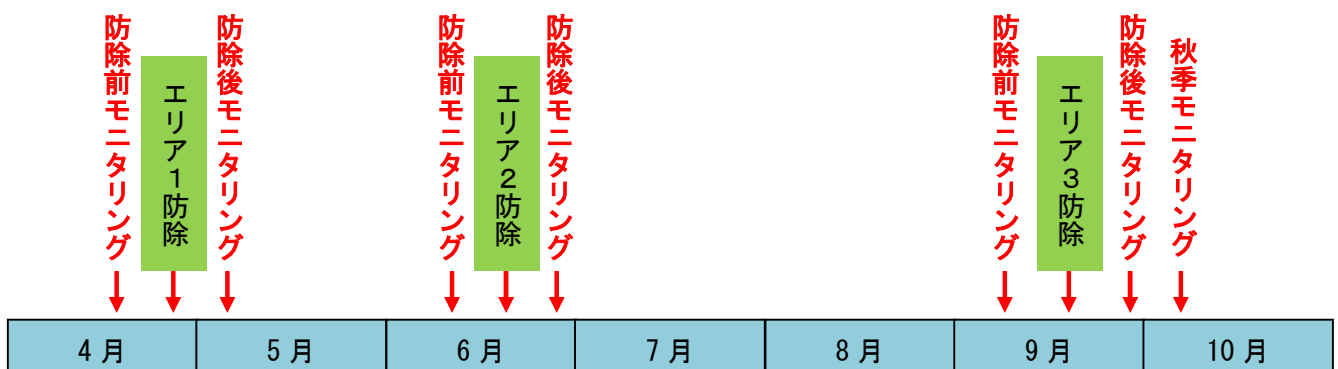 防除前モニタリング
エリア1防除
防除後モニタリング
防除前モニタリング
エリア2防除
防除後モニタリング
防除前モニタリング
エリア3防除
防除後モニタリング
秋季モニタリング
4月
5月
6月
7月
8月
9月
10月